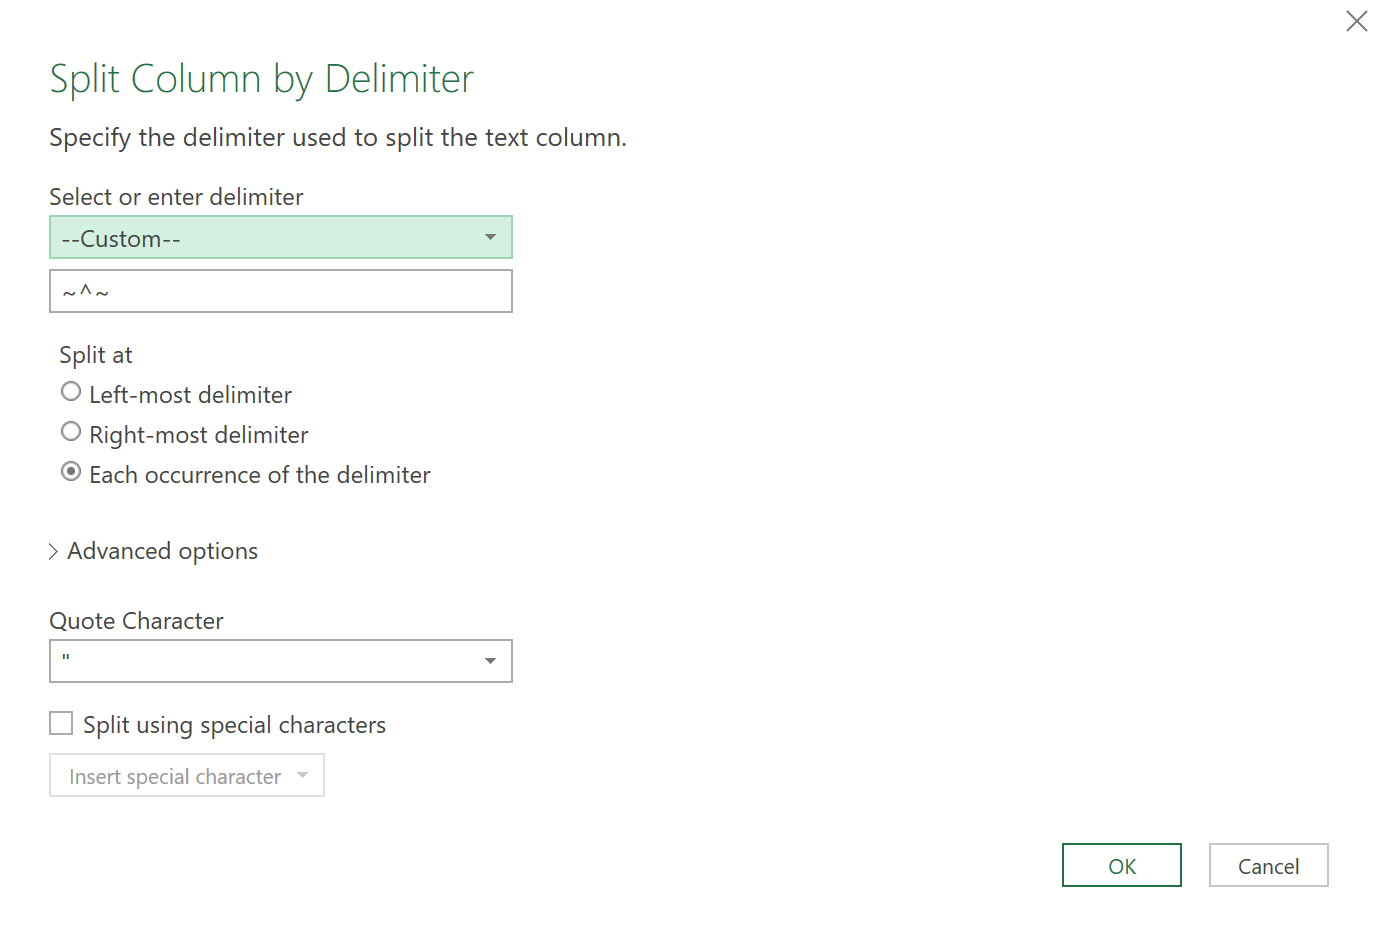 Split Column by Delimiter
Specify the delimiter used to split the text column.
Select or enter delimiter
--Custom--
~^~
Split at
Left-most delimiter
Right-most delimiter
Each occurrence of the delimiter
Advanced options
Quote Character
"
Split using special characters
Insert special character
OK
Cancel